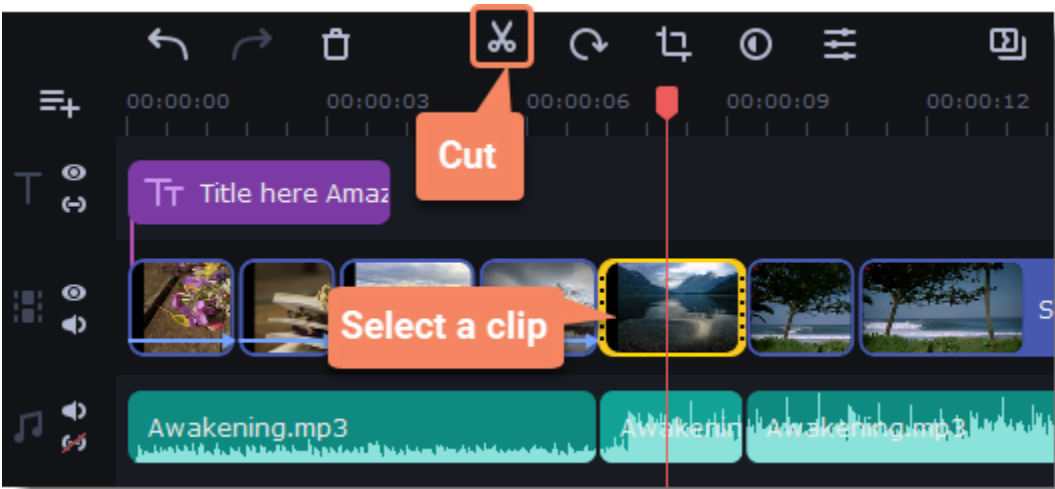 00:00:00 00:00:03 00:00:06 00:00:09 00:00:12
Cut
Title here Amaz
Select a clip
S
Awakening.mp3 Awakenin Awakening.mp3